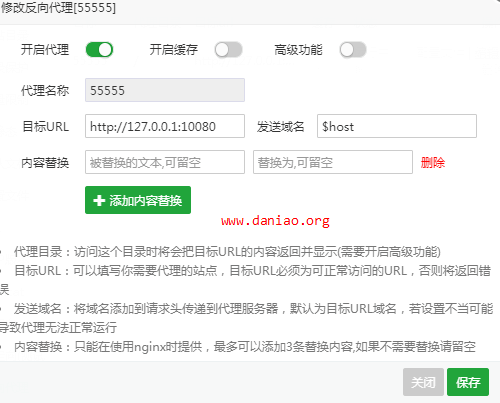 修改反向代理[55555]
开启代理 开启缓存 高级功能
代理名称 55555
目标URL http://127.0.0.1:10080 发送域名 $host
内容替换 被替换的文本,可留空 替换为,可留空 删除
添加内容替换
www.daniao.org
代理目录：访问这个目录时将会把目标URL的内容返回并显示(需要开启高级功能)
目标URL：可以填写你需要代理的站点，目标URL必须为可正常访问的URL，否则将返回错
误
发送域名：将域名添加到请求头传递到代理服务器，默认为目标URL域名，若设置不当可能
导致代理无法正常运行
内容替换：只能在使用nginx时提供，最多可以添加3条替换内容,如果不需要替换请留空
关闭 保存